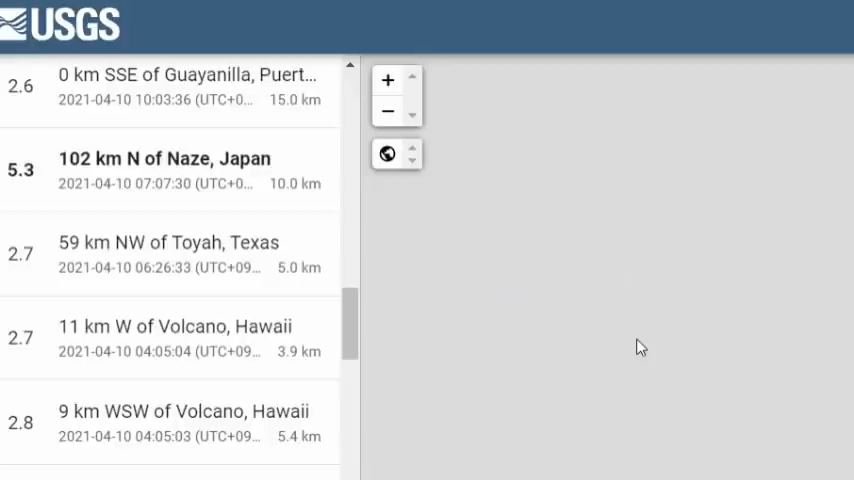 USGS
2.6
0 km SSE of Guayanilla, Puert...
2021-04-10 10:03:36 (UTC+0... 15.0 km
5.3
102 km N of Naze, Japan
2021-04-10 07:07:30 (UTC+0... 10.0 km
2.7
59 km NW of Toyah, Texas
2021-04-10 06:26:33 (UTC+09... 5.0 km
2.7
11 km W of Volcano, Hawaii
2021-04-10 04:05:04 (UTC+09... 3.9 km
2.8
9 km WSW of Volcano, Hawaii
2021-04-10 04:05:03 (UTC+09... 5.4 km
+
−